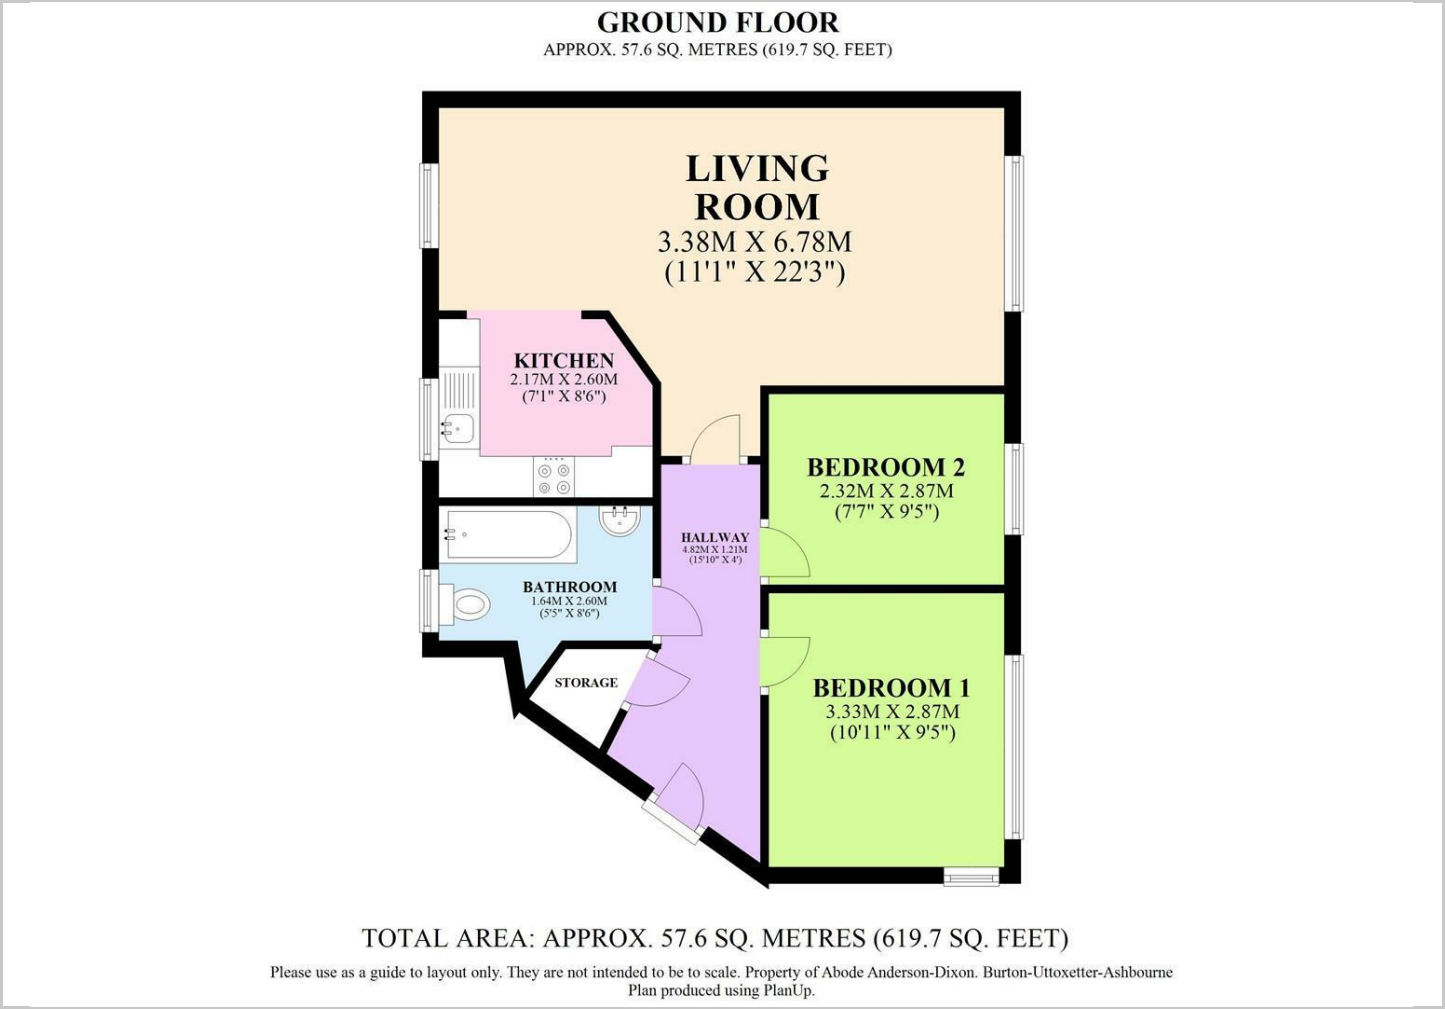 GROUND FLOOR
APPROX. 57.6 SQ. METRES (619.7 SQ. FEET)
LIVING
ROOM
3.38M X 6.78M
(11'1" X 22'3")
KITCHEN
2.17M X 2.60M
(7'1" X 8'6")
BEDROOM 2
2.32M X 2.87M
(7'7" X 9'5")
HALLWAY
4.82M X 1.21M
(15'10" X 4')
BATHROOM
1.64M X 2.60M
(5'5" X 8'6")
STORAGE
BEDROOM 1
3.33M X 2.87M
(10'11" X 9'5")
TOTAL AREA: APPROX. 57.6 SQ. METRES (619.7 SQ. FEET)
Please use as a guide to layout only. They are not intended to be to scale. Property of Abode Anderson-Dixon. Burton-Uttoxetter-Ashbourne
Plan produced using PlanUp.